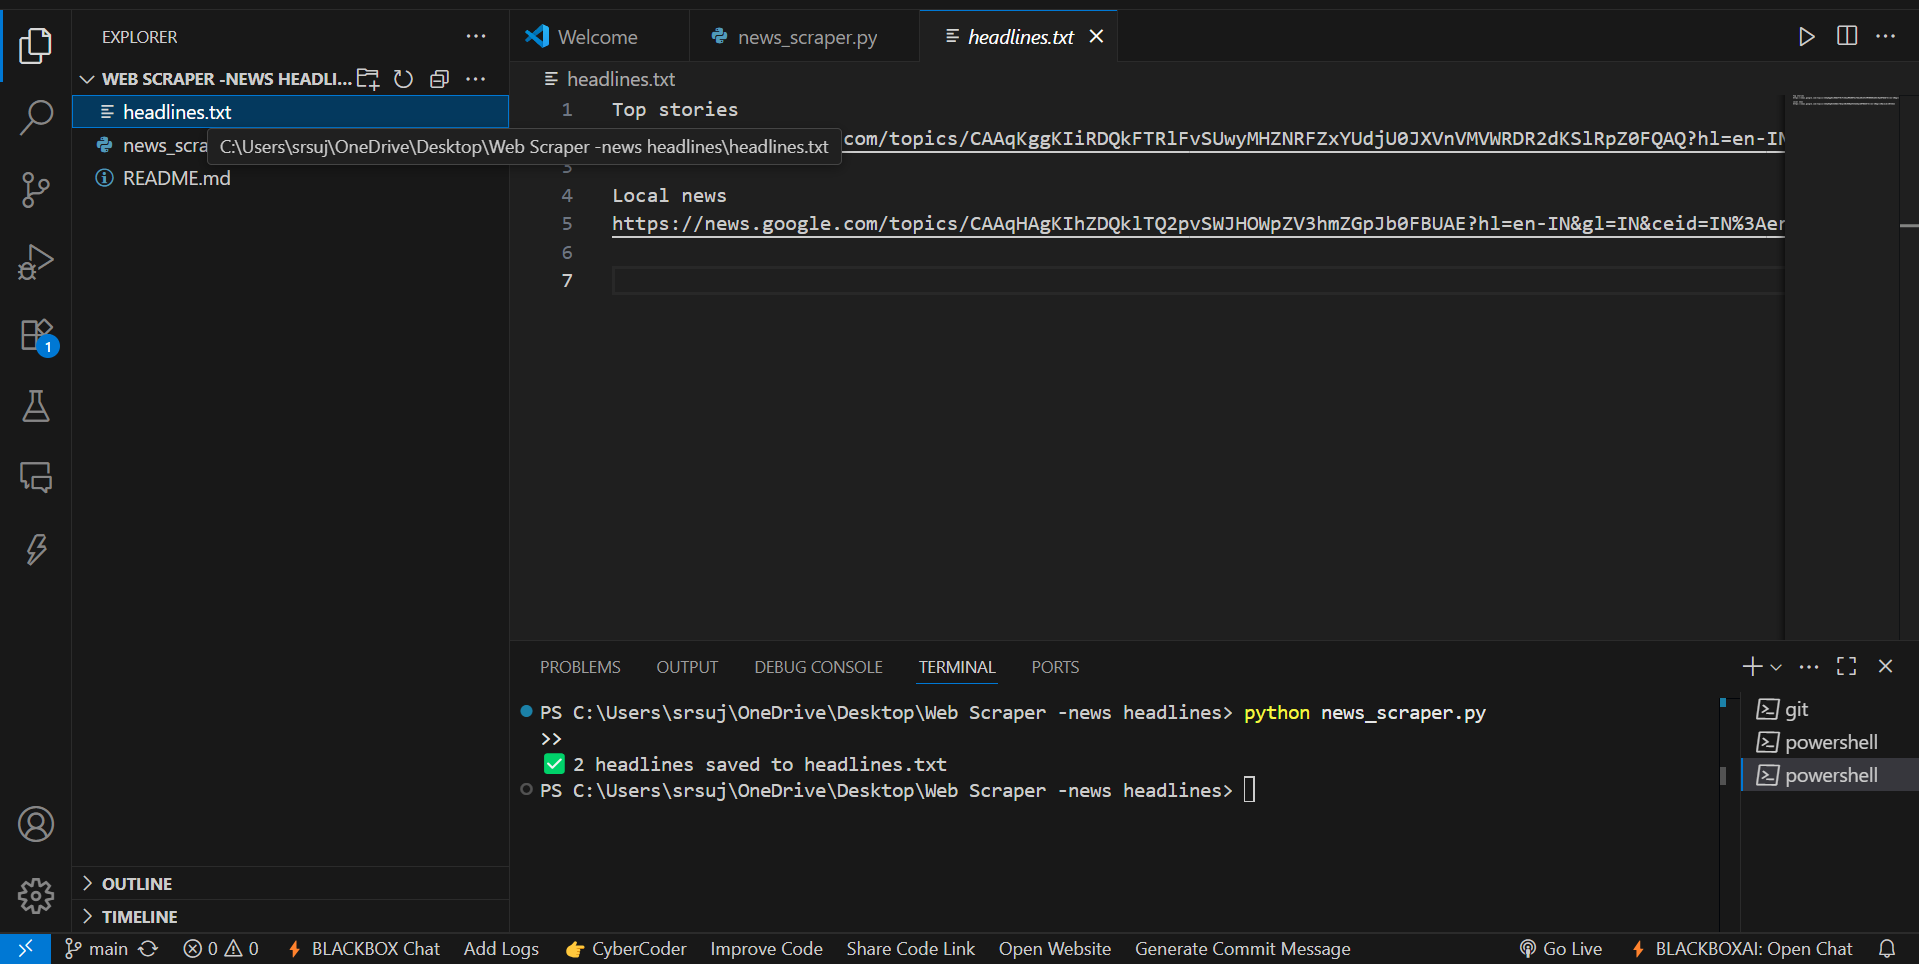 EXPLORER
WEB SCRAPER -NEWS HEADLI...
headlines.txt
news_scra
README.md
C:\Users\srsuj\OneDrive\Desktop\Web Scraper -news headlines\headlines.txt
1
OUTLINE
TIMELINE
Welcome
news_scraper.py
headlines.txt
headlines.txt
1 Top stories
com/topics/CAAqKggKIiRDQkFTRlFvSUwyMHZNRFZxYUdjU0JXVnVMVWRDR2dKSlRpZ0FQAQ?hl=en-IN
3
4 Local news
5 https://news.google.com/topics/CAAqHAgKIhZDQklTQ2pvSWJHOWpZV3hmZGpJb0FBUAE?hl=en-IN&gl=IN&ceid=IN%3Aen
6
7
PROBLEMS OUTPUT DEBUG CONSOLE TERMINAL PORTS
PS C:\Users\srsuj\OneDrive\Desktop\Web Scraper -news headlines> python news_scraper.py
>>
✅ 2 headlines saved to headlines.txt
PS C:\Users\srsuj\OneDrive\Desktop\Web Scraper -news headlines>
git
powershell
powershell
main 0 0 BLACKBOX Chat Add Logs 👉 CyberCoder Improve Code Share Code Link Open Website Generate Commit Message Go Live BLACKBOXAI: Open Chat